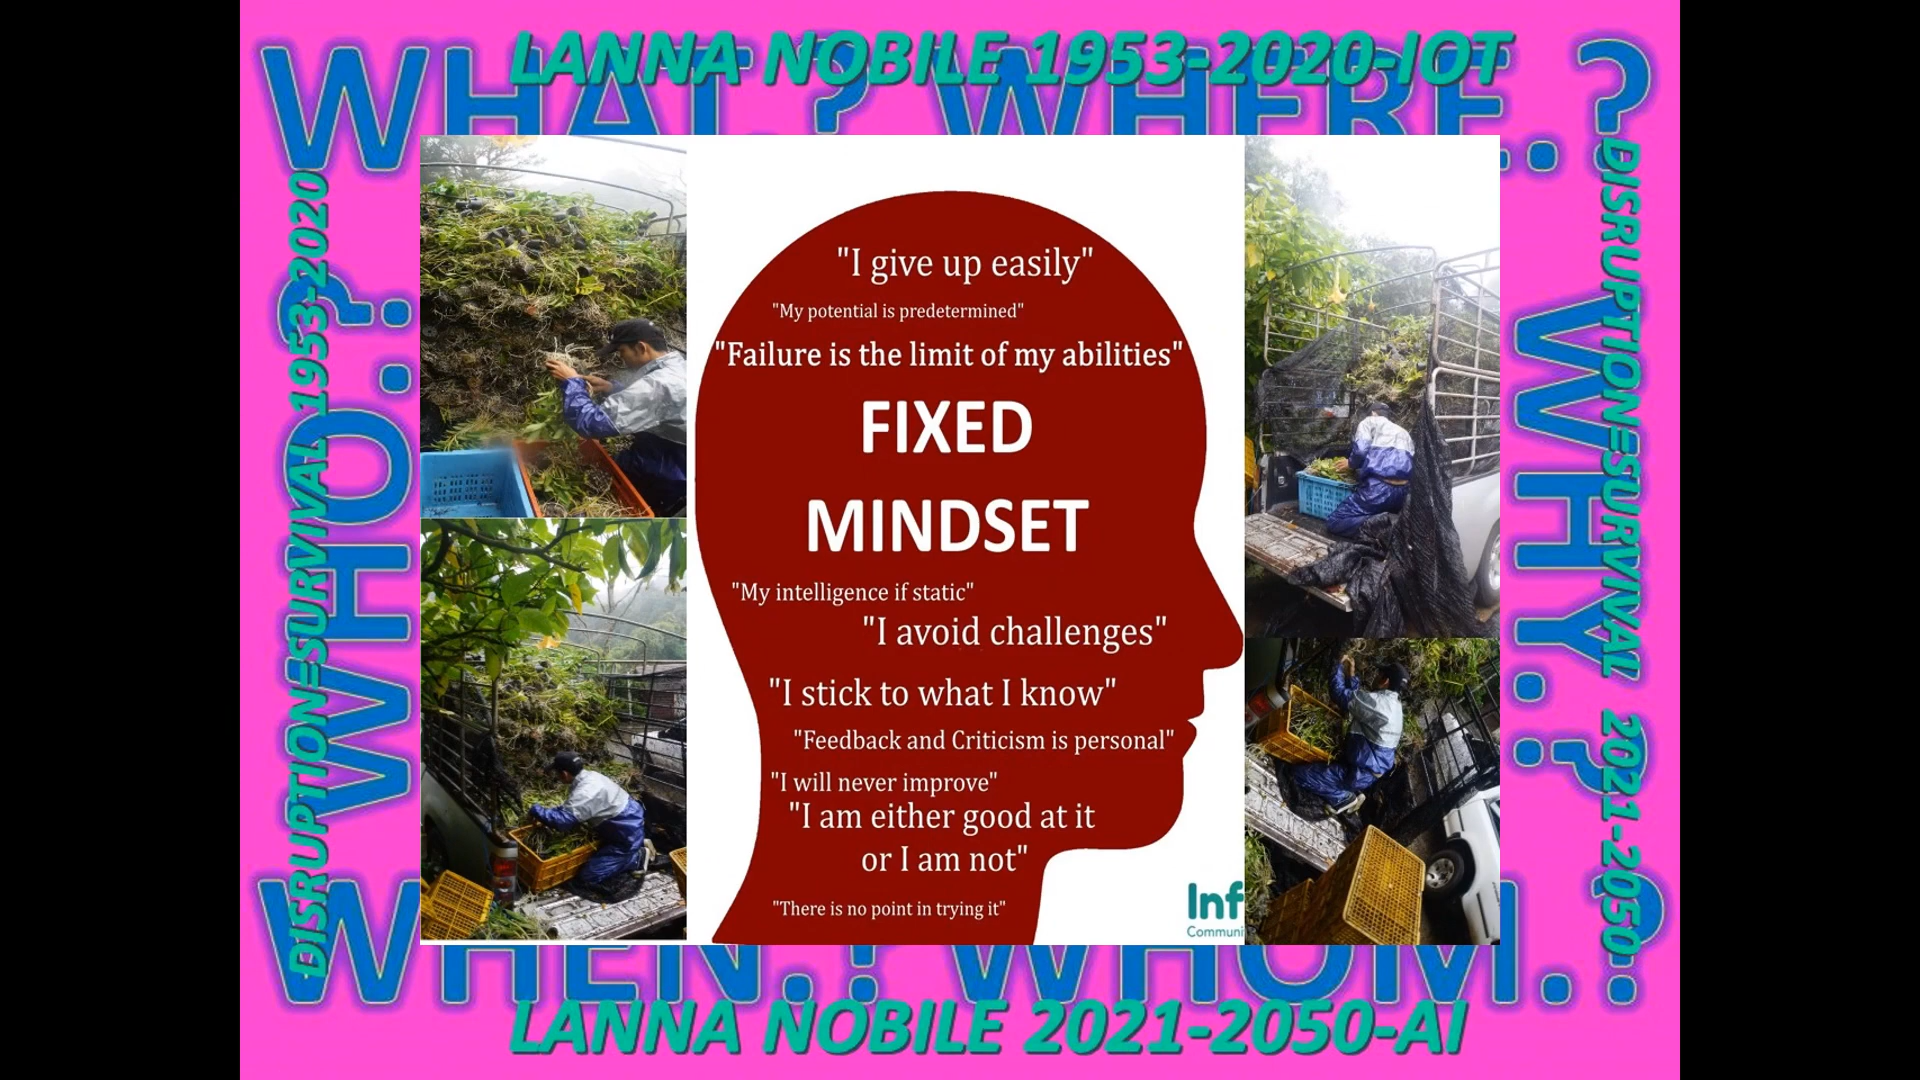 LANNA NOBILE 1953-2020-IOT
WHAT.? WHERE.?
DISRUPTION=SURVIVAL 1953-2020
WHO.?
"I give up easily"
"My potential is predetermined"
"Failure is the limit of my abilities"
FIXED
MINDSET
"My intelligence if static"
"I avoid challenges"
"I stick to what I know"
"Feedback and Criticism is personal"
"I will never improve"
"I am either good at it
or I am not"
"There is no point in trying it"
Inf
Communi
WHY.?
DISRUPTION=SURVIVAL 2021-2050
WHEN.? WHOM.?
LANNA NOBILE 2021-2050-AI